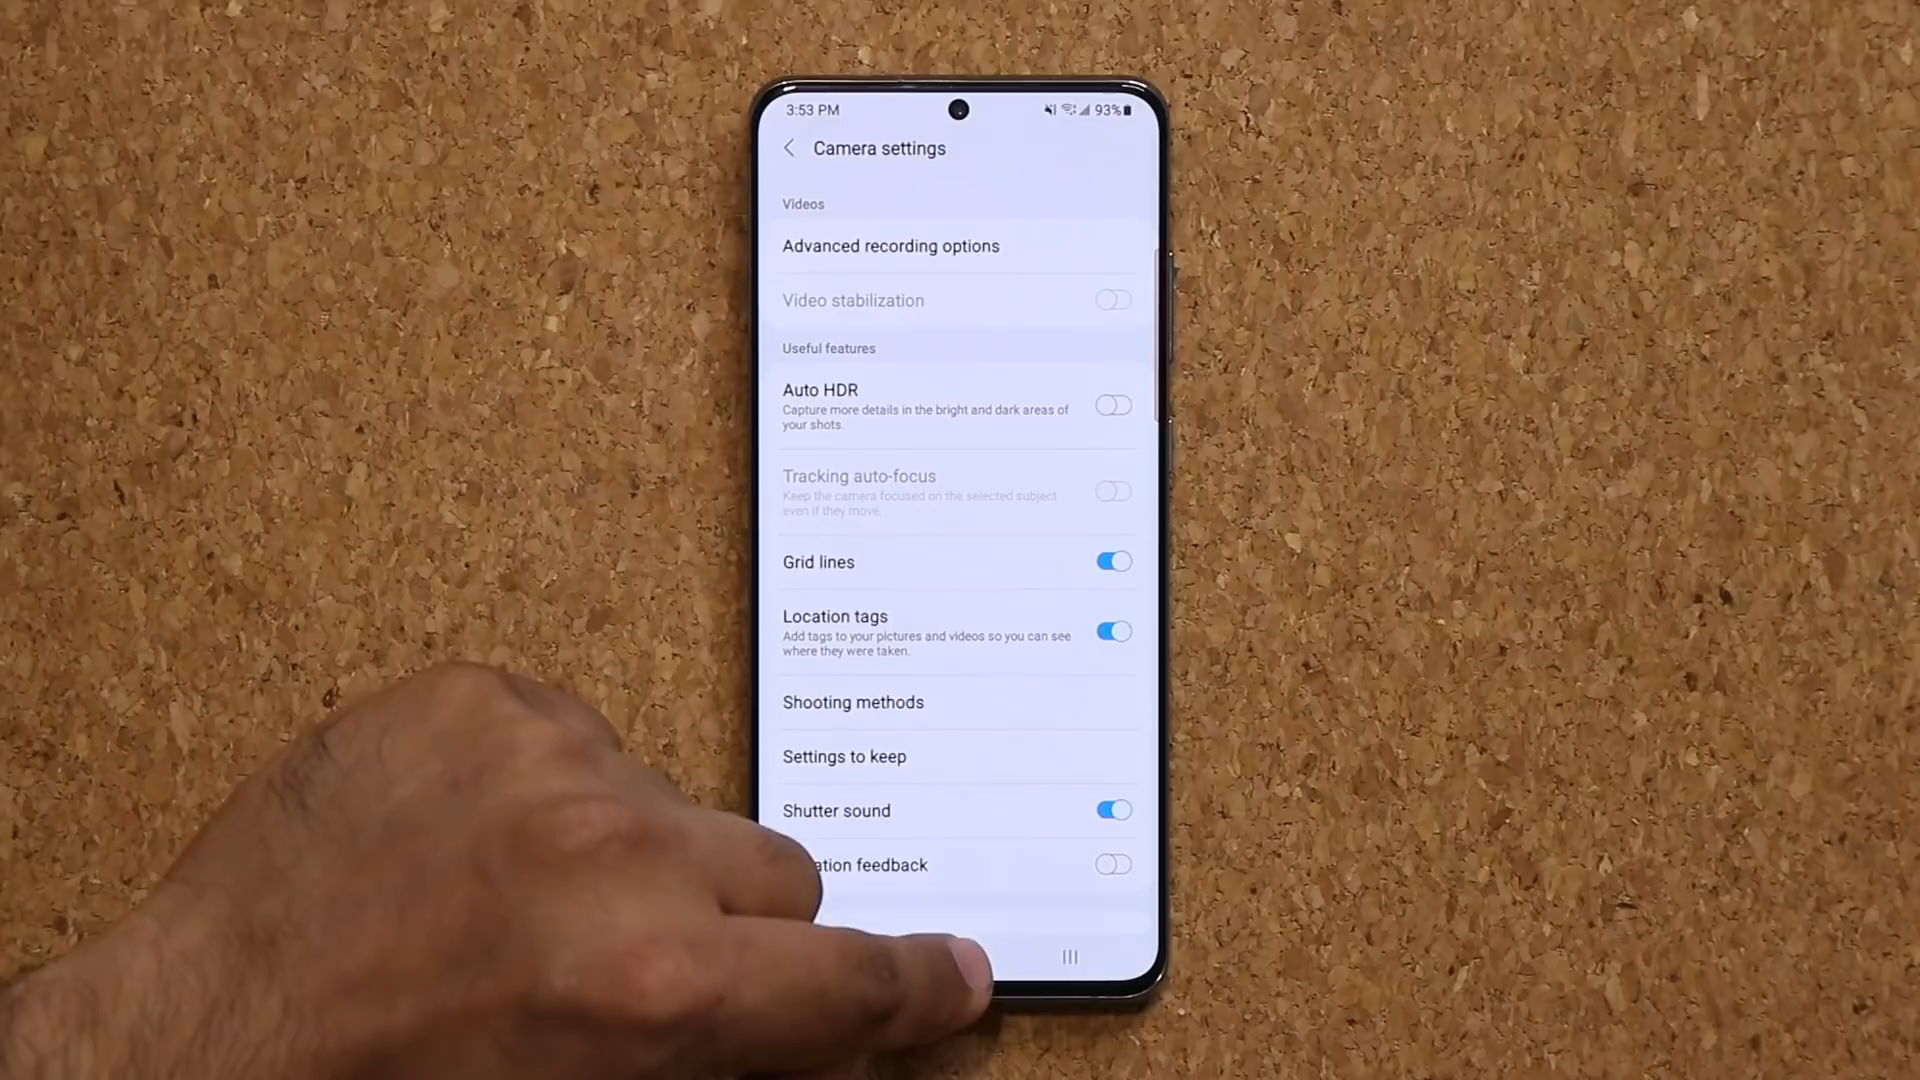 3:53 PM
93%
Camera settings
Videos
Advanced recording options
Video stabilization
Useful features
Auto HDR
Capture more details in the bright and dark areas of
your shots.
Tracking auto-focus
Keep the camera focused on the selected subject
even if they move.
Grid lines
Location tags
Add tags to your pictures and videos so you can see
where they were taken.
Shooting methods
Settings to keep
Shutter sound
ation feedback